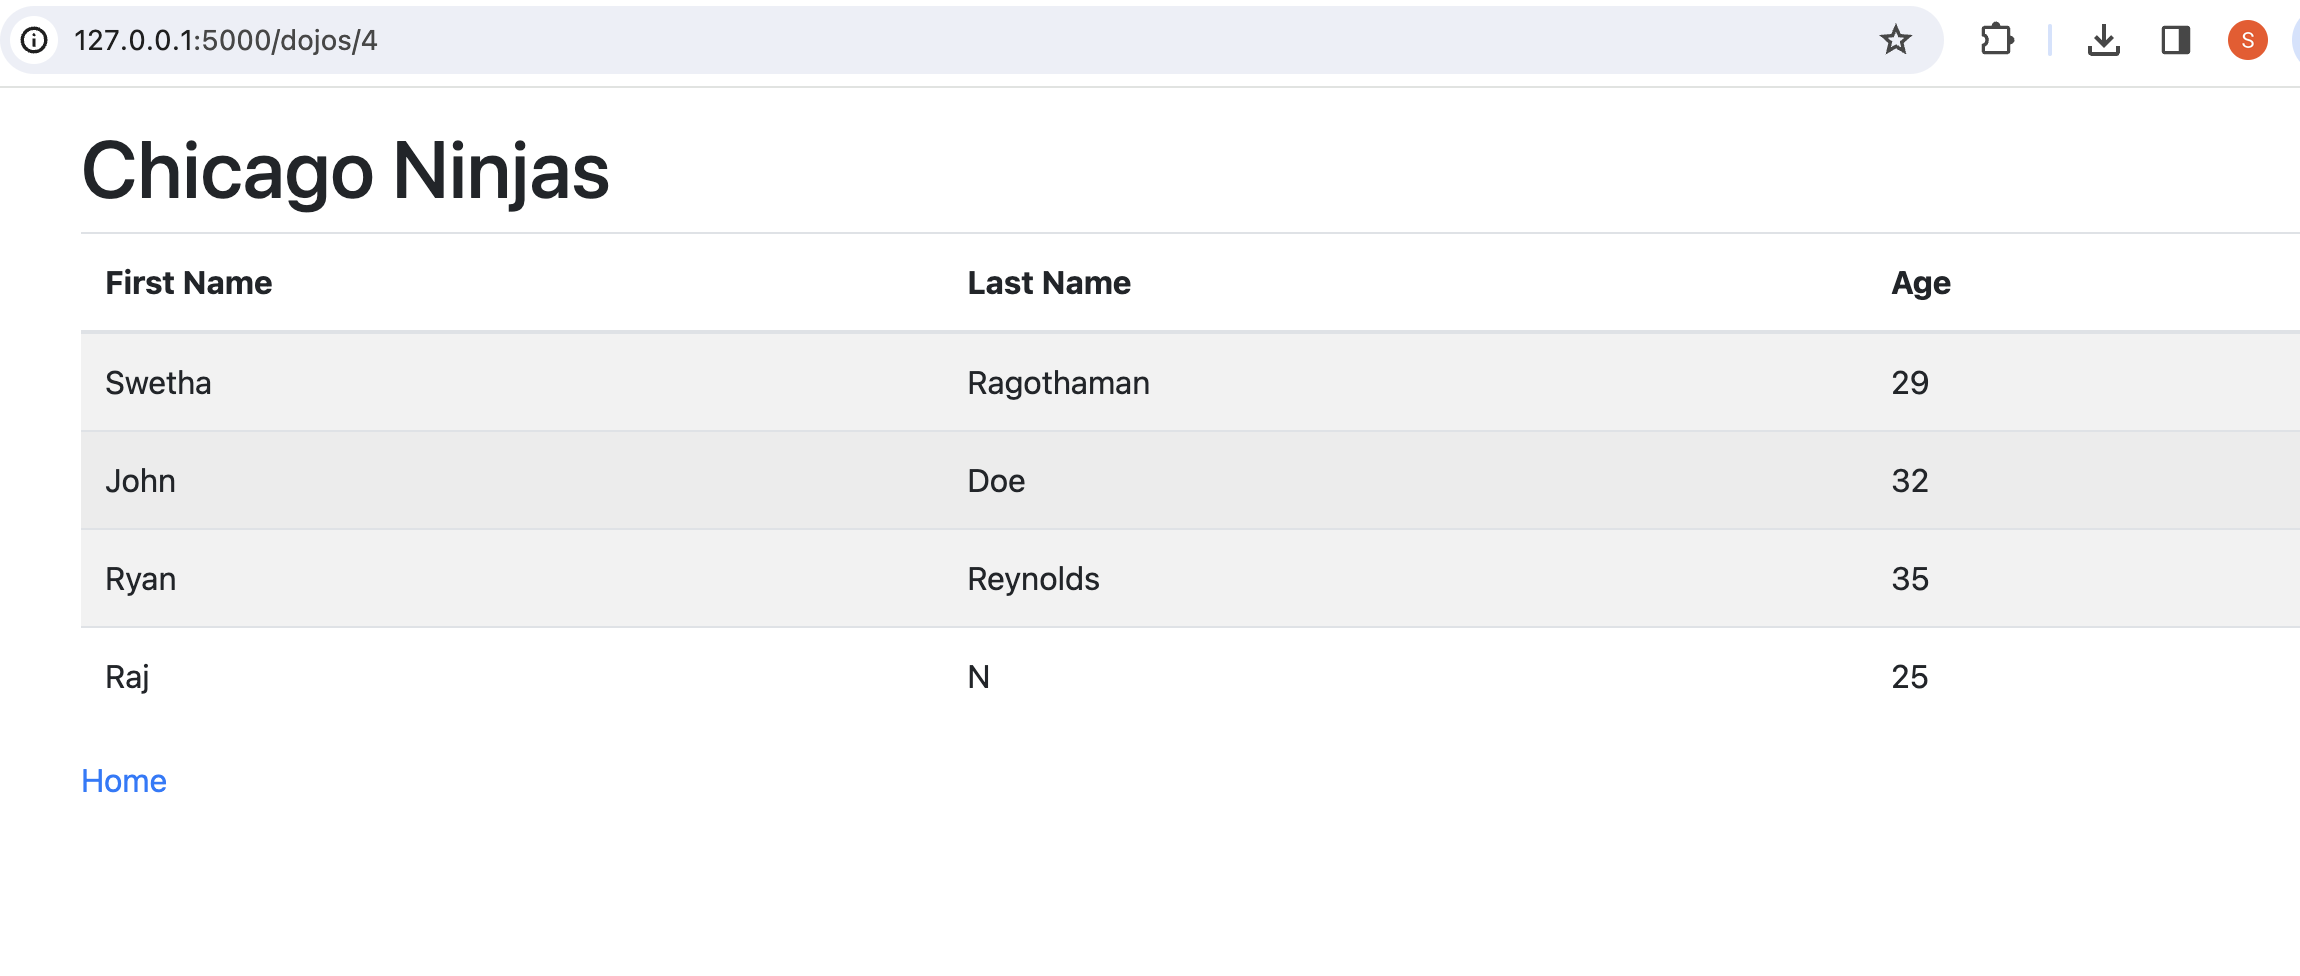 127.0.0.1:5000/dojos/4
S
Chicago Ninjas
First Name Last Name Age
Swetha Ragothaman 29
John Doe 32
Ryan Reynolds 35
Raj N 25
Home